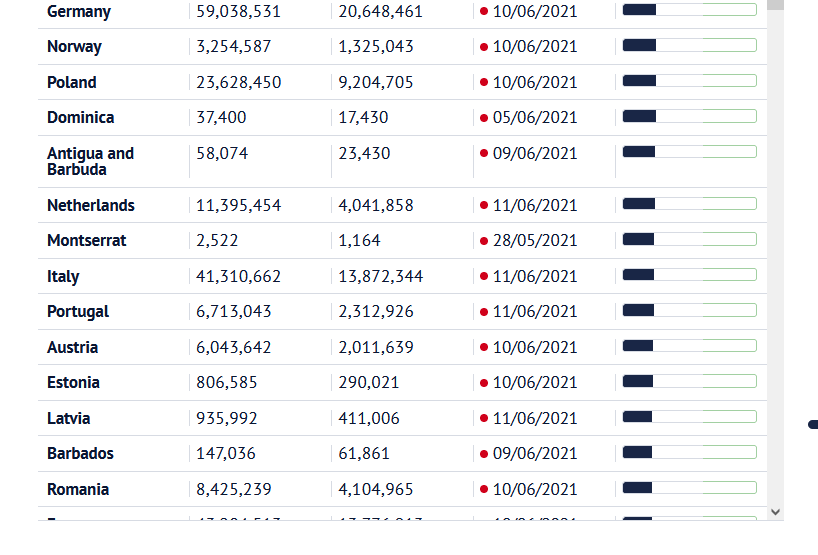 Germany 59,038,531 20,648,461 10/06/2021
Norway 3,254,587 1,325,043 10/06/2021
Poland 23,628,450 9,204,705 10/06/2021
Dominica 37,400 17,430 05/06/2021
Antigua and 58,074 23,430 09/06/2021
Barbuda
Netherlands 11,395,454 4,041,858 11/06/2021
Montserrat 2,522 1,164 28/05/2021
Italy 41,310,662 13,872,344 11/06/2021
Portugal 6,713,043 2,312,926 11/06/2021
Austria 6,043,642 2,011,639 10/06/2021
Estonia 806,585 290,021 10/06/2021
Latvia 935,992 411,006 11/06/2021
Barbados 147,036 61,861 09/06/2021
Romania 8,425,239 4,104,965 10/06/2021